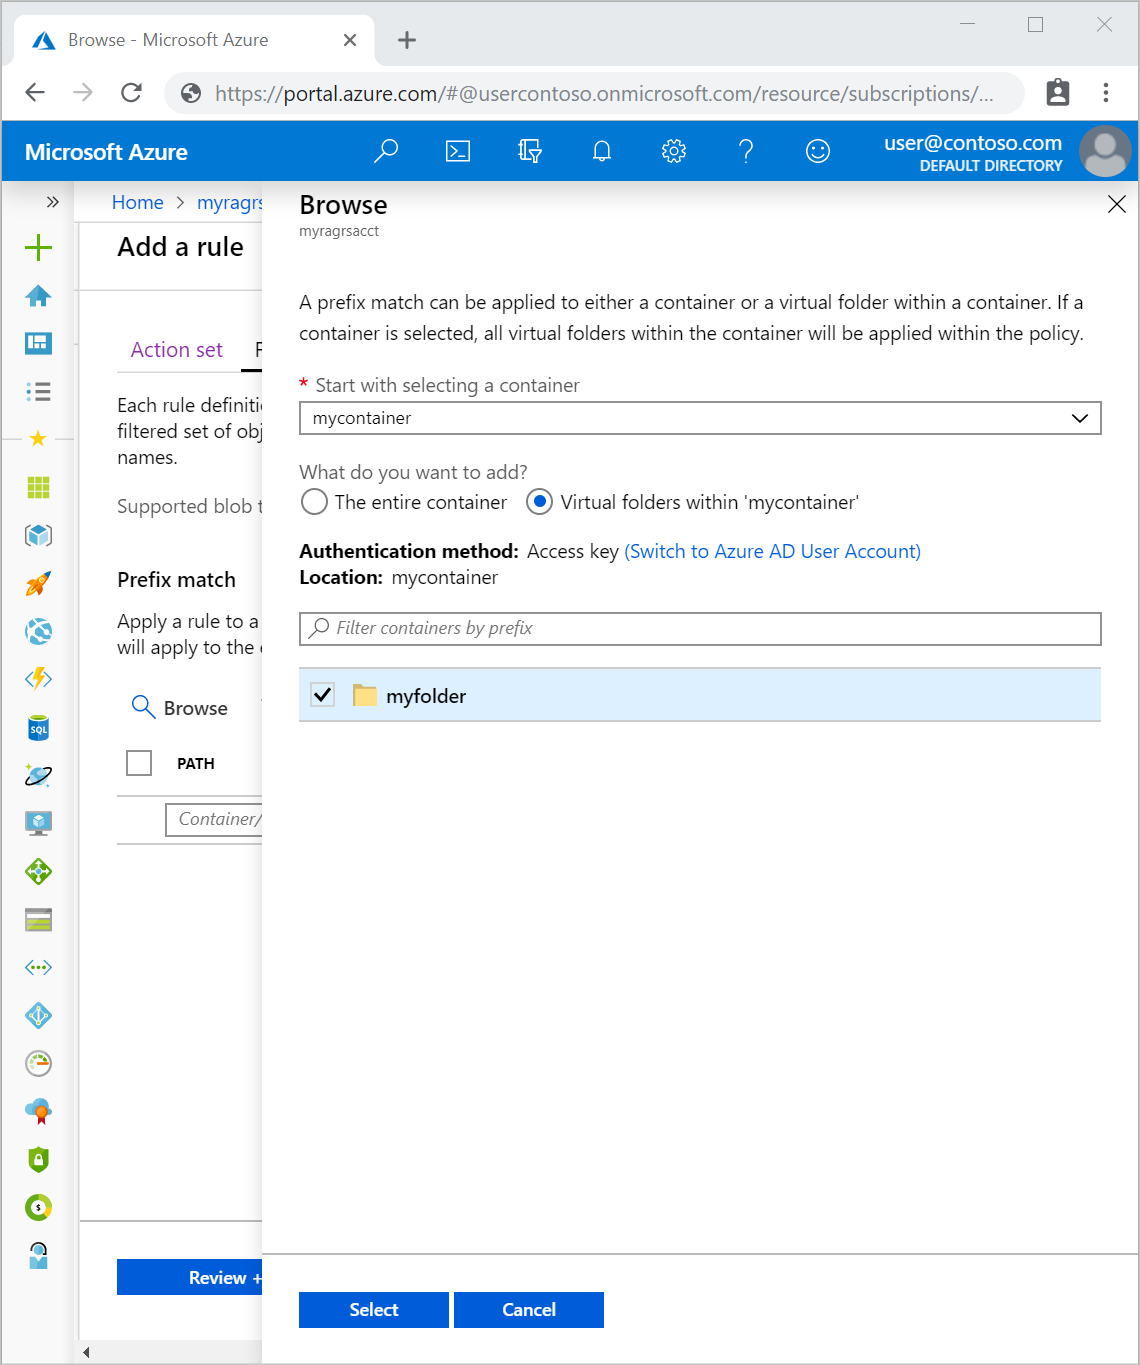 Browse - Microsoft Azure
https://portal.azure.com/#@usercontoso.onmicrosoft.com/resource/subscriptions/...
Microsoft Azure
user@contoso.com
DEFAULT DIRECTORY
Home > myragrs
Add a rule
Action set
Each rule definiti
filtered set of obj
names.
Supported blob t
Prefix match
Apply a rule to a
will apply to the
Browse
PATH
Container/
Review +
Browse
myragrsacct
A prefix match can be applied to either a container or a virtual folder within a container. If a
container is selected, all virtual folders within the container will be applied within the policy.
* Start with selecting a container
mycontainer
What do you want to add?
The entire container
Virtual folders within 'mycontainer'
Authentication method: Access key (Switch to Azure AD User Account)
Location: mycontainer
Filter containers by prefix
myfolder
Select
Cancel
SQL